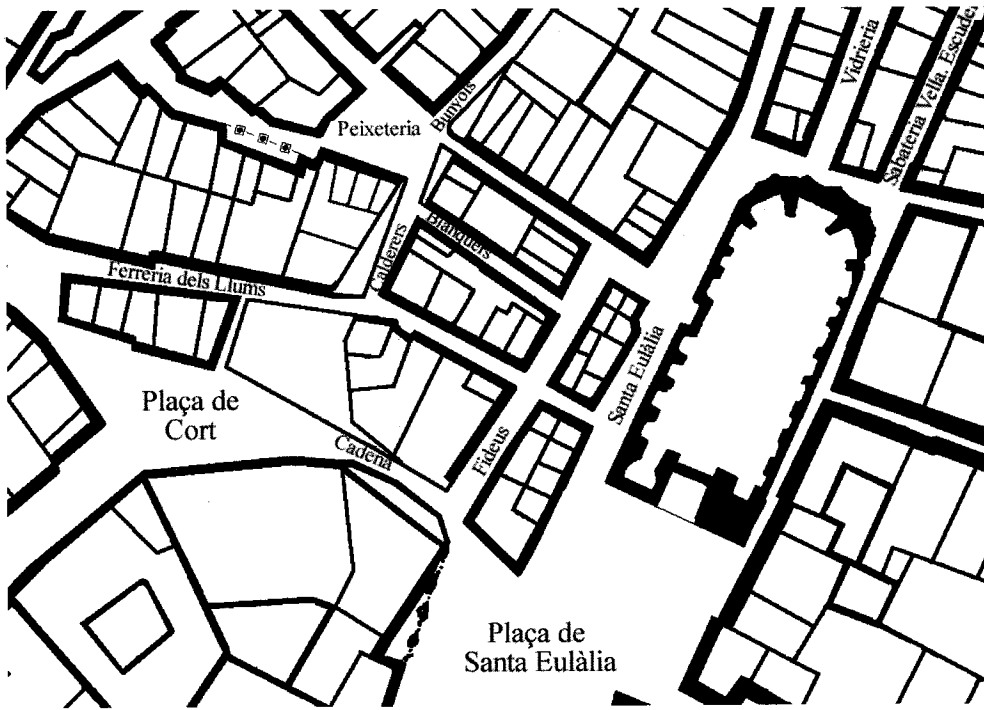 Vidrieria
Sabateria Vella. Escude
Bunyols
Peixeteria
Blanquers
Calderers
Ferreria dels Llums
Santa Eulàlia
Plaça de
Cort
Cadena
Fideus
Plaça de
Santa Eulàlia